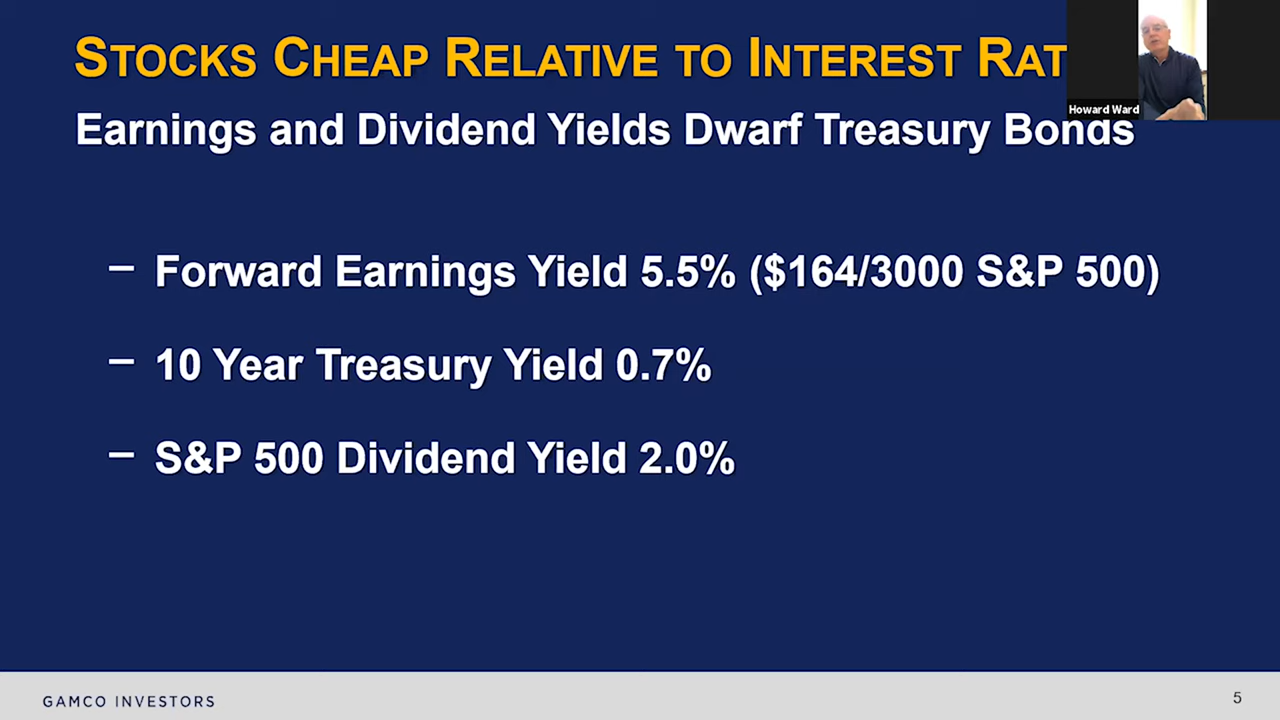 STOCKS CHEAP RELATIVE TO INTEREST RAT
Howard Ward
Earnings and Dividend Yields Dwarf Treasury Bonds
– Forward Earnings Yield 5.5% ($164/3000 S&P 500)
– 10 Year Treasury Yield 0.7%
– S&P 500 Dividend Yield 2.0%
GAMCO INVESTORS
5